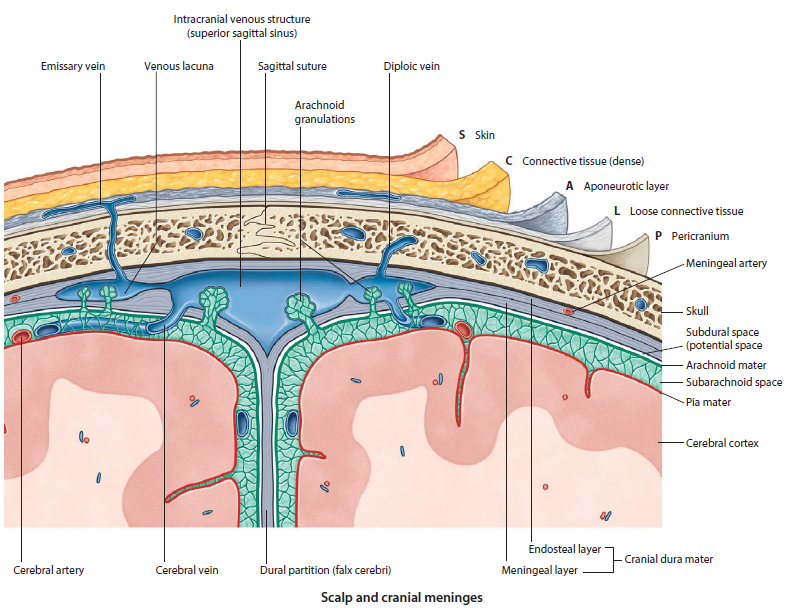 Intracranial venous structure
(superior sagittal sinus)
Emissary vein
Venous lacuna
Sagittal suture
Diploic vein
Arachnoid
granulations
S Skin
C Connective tissue (dense)
A Aponeurotic layer
L Loose connective tissue
P Pericranium
Meningeal artery
Skull
Subdural space
(potential space
Arachnoid mater
Subarachnoid space
Pia mater
Cerebral cortex
Endosteal layer
Cranial dura mater
Meningeal layer
Cerebral artery
Cerebral vein
Dural partition (falx cerebri)
Scalp and cranial meninges